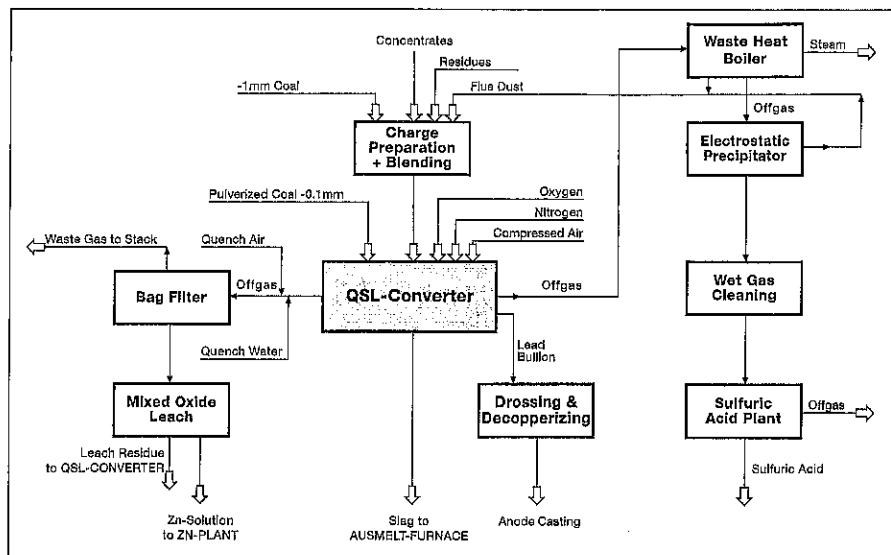 Concentrates
Residues
-1mm Coal
Flue Dust
Waste Heat
Boiler
Steam
Offgas
Charge
Preparation
+ Blending
Electrostatic
Precipitator
Pulverized Coal -0.1mm
Oxygen
Nitrogen
Compressed Air
Waste Gas to Stack
Quench Air
Bag Filter
Offgas
QSL-Converter
Offgas
Wet Gas
Cleaning
Quench Water
Lead
Bullion
Mixed Oxide
Leach
Drossing &
Decopperizing
Sulfuric
Acid Plant
Offgas
Leach Residue
to QSL-CONVERTER
Sulfuric Acid
Zn-Solution
to ZN-PLANT
Slag to
AUSMELT-FURNACE
Anode Casting